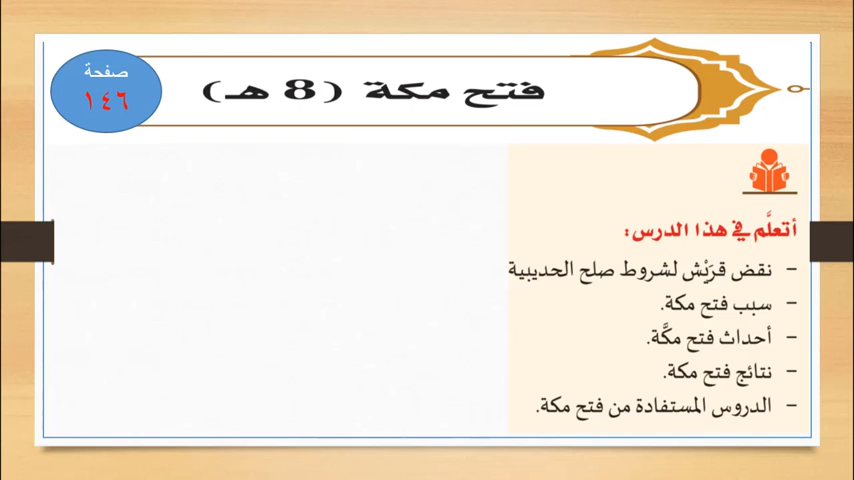 صفحة
١٤٦
فتح مكة (8 هـ)
أتعلَّم في هذا الدرس:
- نقض قريْش لشروط صلح الحديبية
- سبب فتح مكة.
- أحداث فتح مكَّة.
- نتائج فتح مكة.
- الدروس المستفادة من فتح مكة.